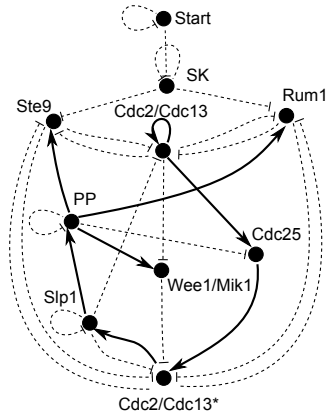 Start
SK
Ste9
Cdc2/Cdc13
Rum1
PP
Cdc25
Wee1/Mik1
Slp1
Cdc2/Cdc13*